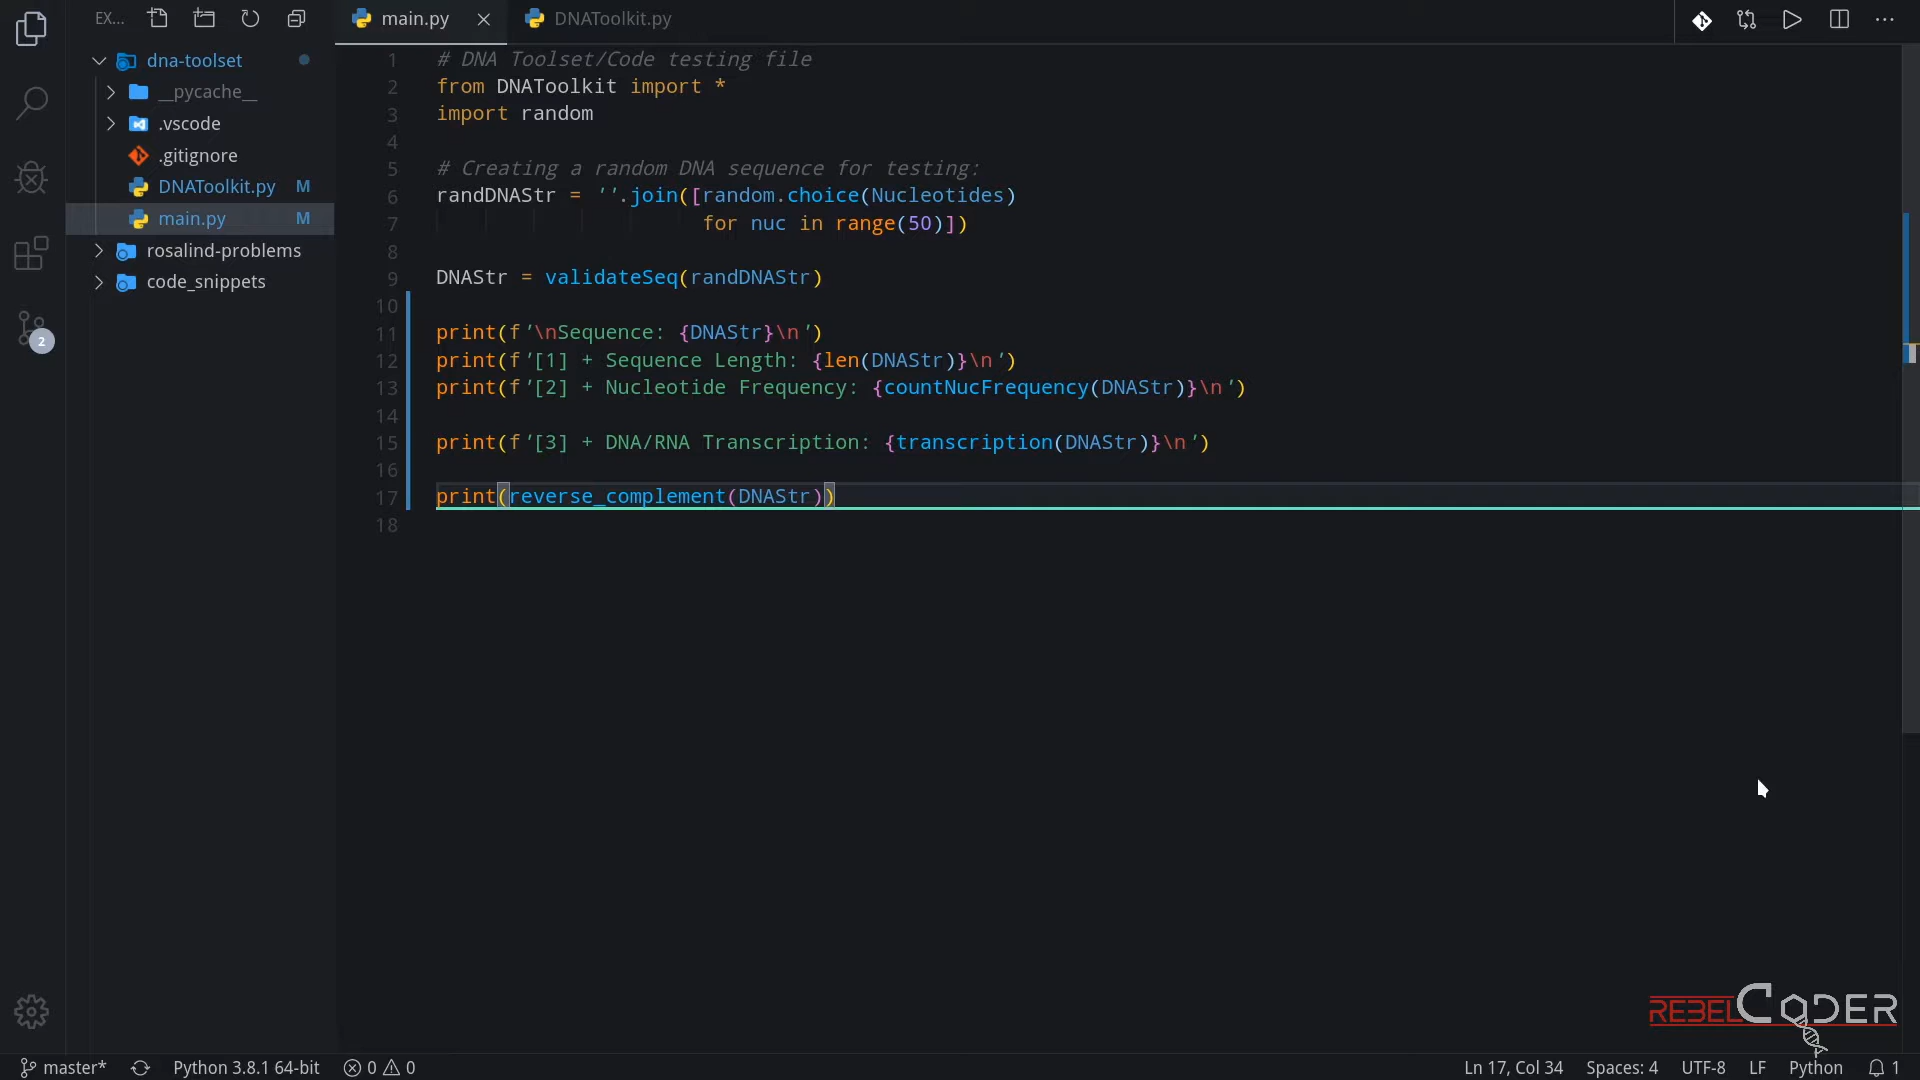 EX...
main.py
DNAToolkit.py
dna-toolset
__pycache__
.vscode
.gitignore
DNAToolkit.py M
main.py M
rosalind-problems
code_snippets
2
1 # DNA Toolset/Code testing file
2 from DNAToolkit import *
3 import random
4
5 # Creating a random DNA sequence for testing:
6 randDNAStr = ''.join([random.choice(Nucleotides)
7 for nuc in range(50)])
8
9 DNAStr = validateSeq(randDNAStr)
10
11 print(f'\nSequence: {DNAStr}\n')
12 print(f'[1] + Sequence Length: {len(DNAStr)}\n')
13 print(f'[2] + Nucleotide Frequency: {countNucFrequency(DNAStr)}\n')
14
15 print(f'[3] + DNA/RNA Transcription: {transcription(DNAStr)}\n')
16
17 print(reverse_complement(DNAStr))
18
REBELCODER
master* Python 3.8.1 64-bit 0 0 Ln 17, Col 34 Spaces: 4 UTF-8 LF Python 1